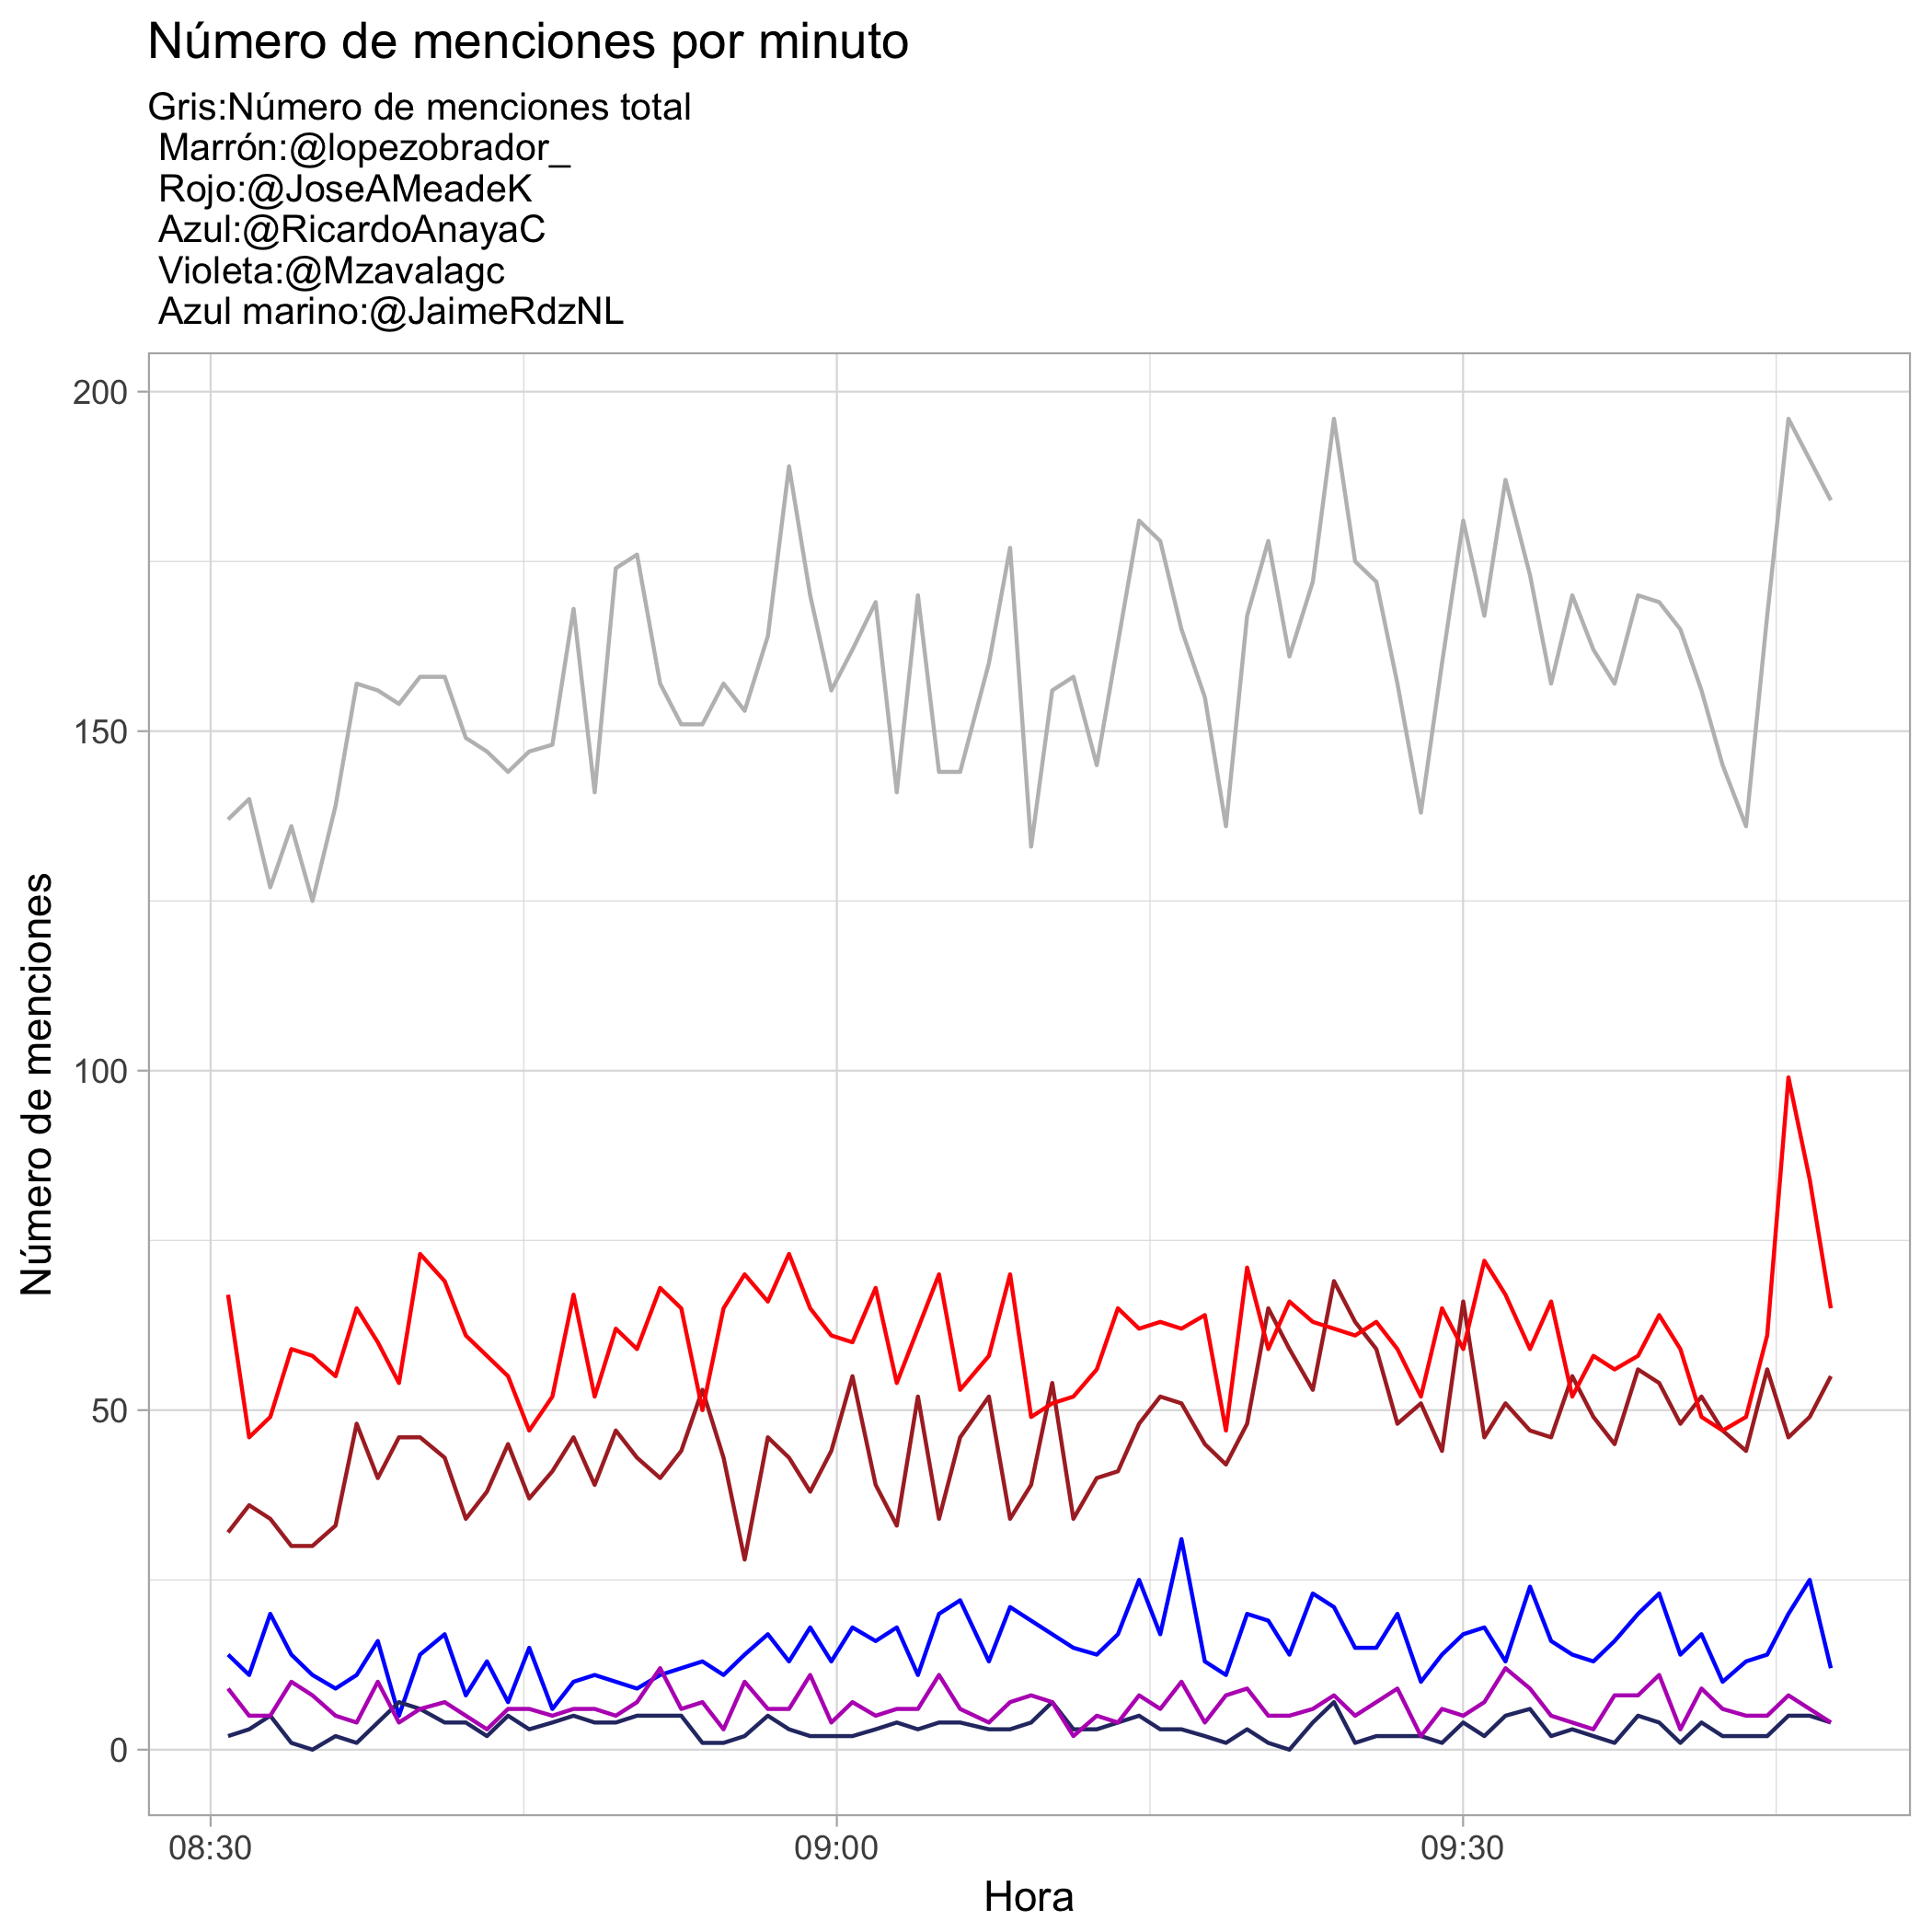 Número de menciones por minuto
Gris:Número de menciones total
Marrón:@lopezobrador_
Rojo:@JoseAMeadeK
Azul:@RicardoAnayaC
Violeta:@Mzavalagc
Azul marino:@JaimeRdzNL
200
150
100
50
0
Número de menciones
08:30
09:00
09:30
Hora